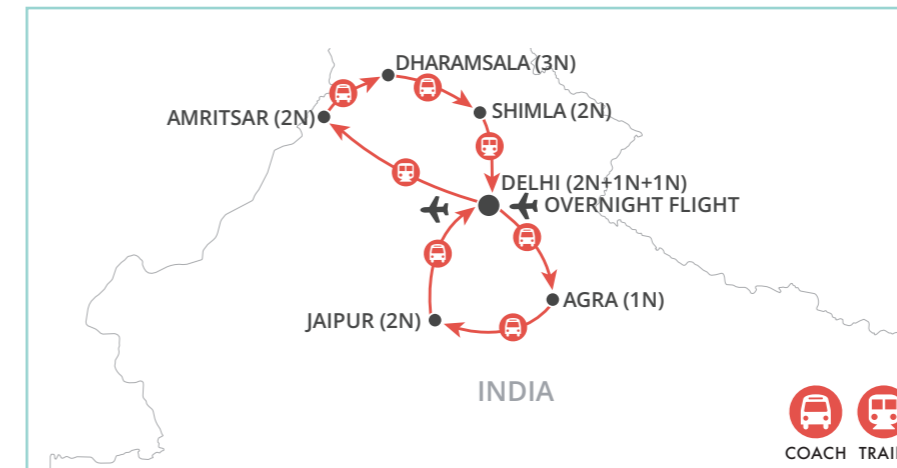 DHARAMSALA (3N)
AMRITSAR (2N)
SHIMLA (2N)
DELHI (2N+1N+1N)
OVERNIGHT FLIGHT
AGRA (1N)
JAIPUR (2N)
INDIA
COACH